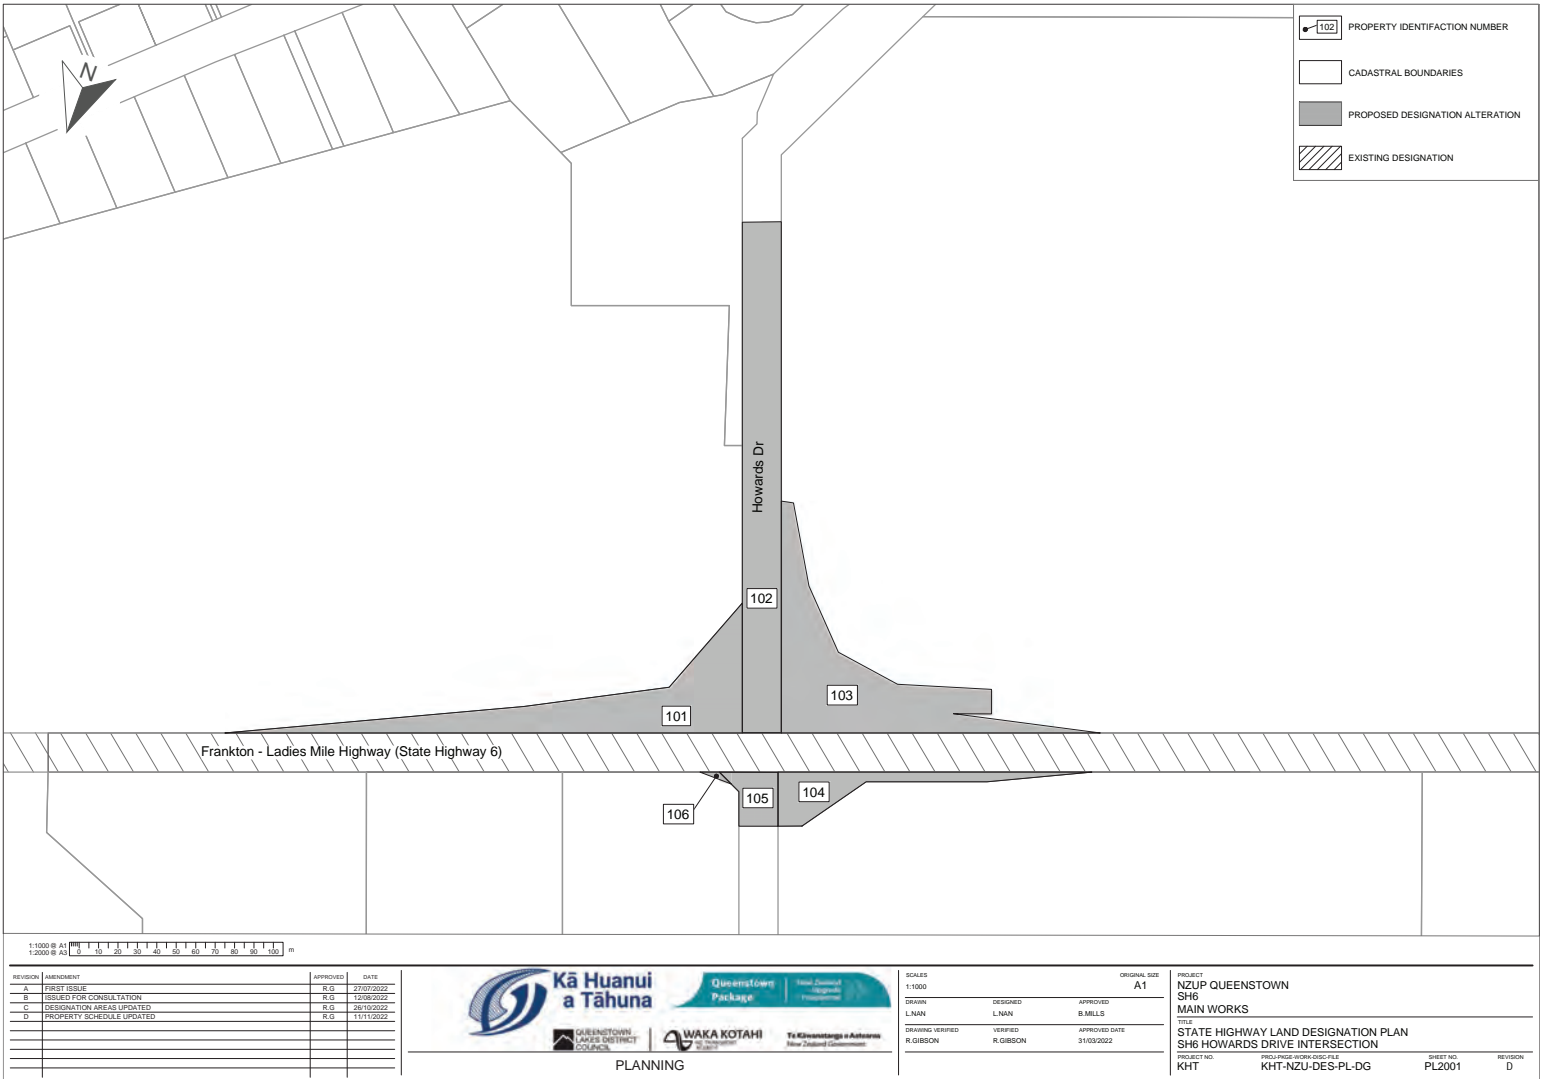 N
102 PROPERTY IDENTIFACTION NUMBER
CADASTRAL BOUNDARIES
PROPOSED DESIGNATION ALTERATION
EXISTING DESIGNATION
Howards Dr
102
103
101
Frankton - Ladies Mile Highway (State Highway 6)
106
105
104
1:1000 @ A1
1:2000 @ A3
0 10 20 30 40 50 60 70 80 90 100 m
REVISION AMENDMENT APPROVED DATE
A FIRST ISSUE R.G 27/07/2022
B ISSUED FOR CONSULTATION R.G 12/08/2022
C DESIGNATION AREAS UPDATED R.G 26/10/2022
D PROPERTY SCHEDULE UPDATED R.G 11/11/2022
Kā Huanui
a Tāhuna
Queenstown
Package
New Zealand
Upgrade
Programme
QUEENSTOWN
LAKES DISTRICT
COUNCIL
WAKA KOTAHI
Te Kāwanatanga o Aotearoa
New Zealand Government
PLANNING
SCALES ORIGINAL SIZE
1:1000 A1
DRAWN DESIGNED APPROVED
L.NAN L.NAN B.MILLS
DRAWING VERIFIED VERIFIED APPROVED DATE
R.GIBSON R.GIBSON 31/03/2022
PROJECT
NZUP QUEENSTOWN
SH6
MAIN WORKS
TITLE
STATE HIGHWAY LAND DESIGNATION PLAN
SH6 HOWARDS DRIVE INTERSECTION
PROJECT NO. PROJ-PKGE-WORK-DISC-FILE SHEET NO. REVISION
KHT KHT-NZU-DES-PL-DG PL2001 D